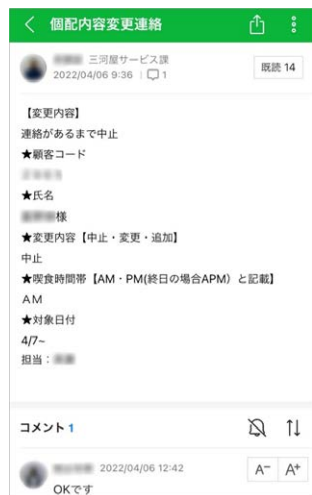 個配内容変更連絡
三河屋サービス課
2022/04/06 9:36 1
既読 14
【変更内容】
連絡があるまで中止
★顧客コード
★氏名
様
★変更内容【中止・変更・追加】
中止
★喫食時間帯【AM・PM(終日の場合APM）と記載】
ＡＭ
★対象日付
4/7~
担当：
コメント 1
2022/04/06 12:42
A- A+
OKです